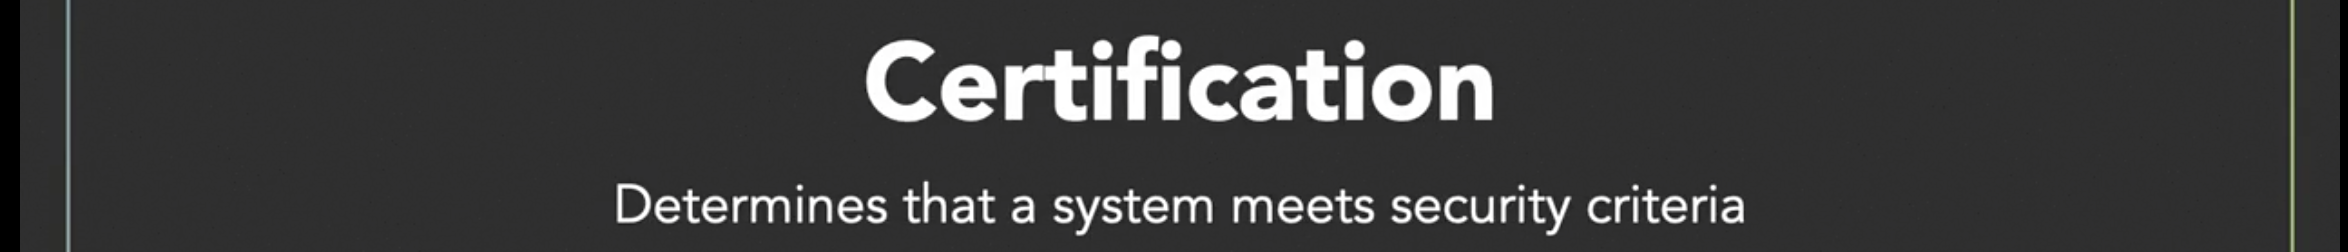 Certification
Determines that a system meets security criteria